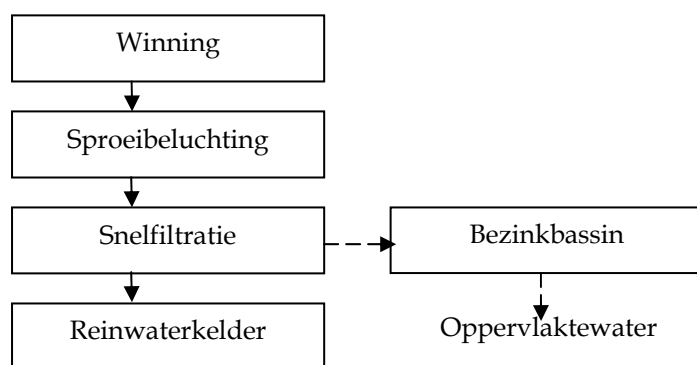 Winning
Sproeibeluchting
Snelfiltratie
Bezinkbassin
Reinwaterkelder
Oppervlaktewater